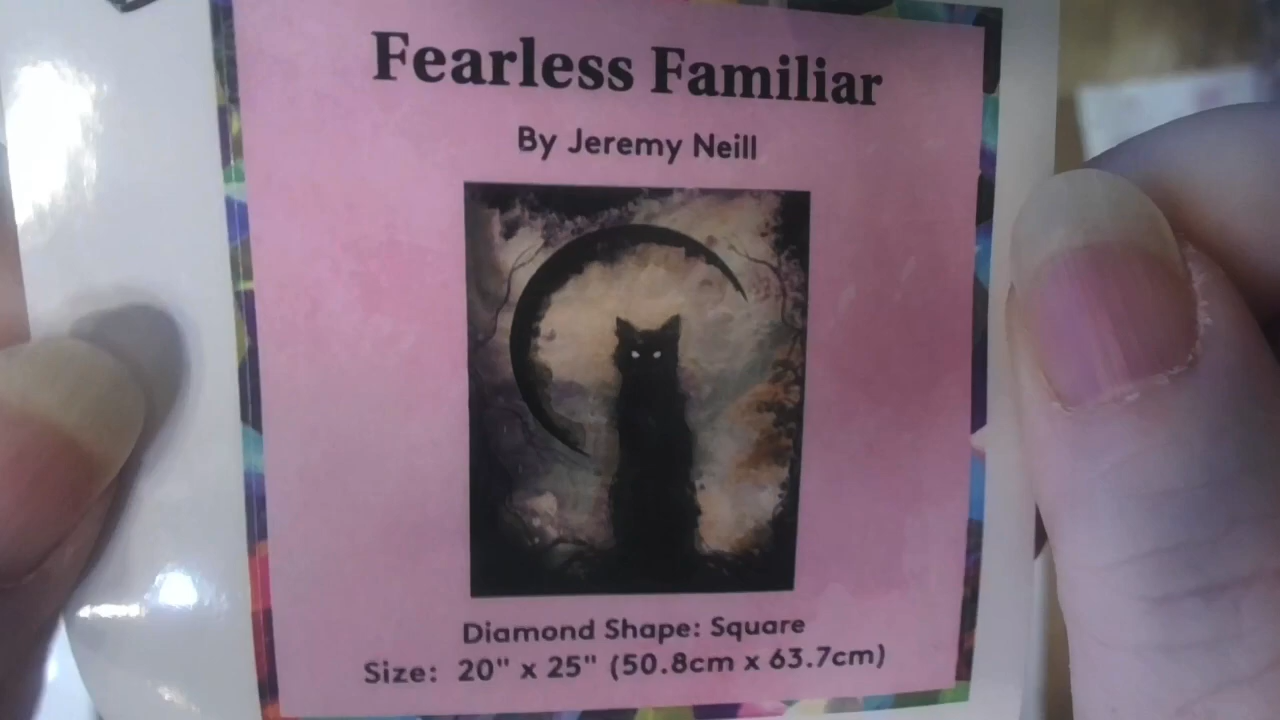 Fearless Familiar
By Jeremy Neill
Diamond Shape: Square
Size: 20" x 25" (50.8cm x 63.7cm)